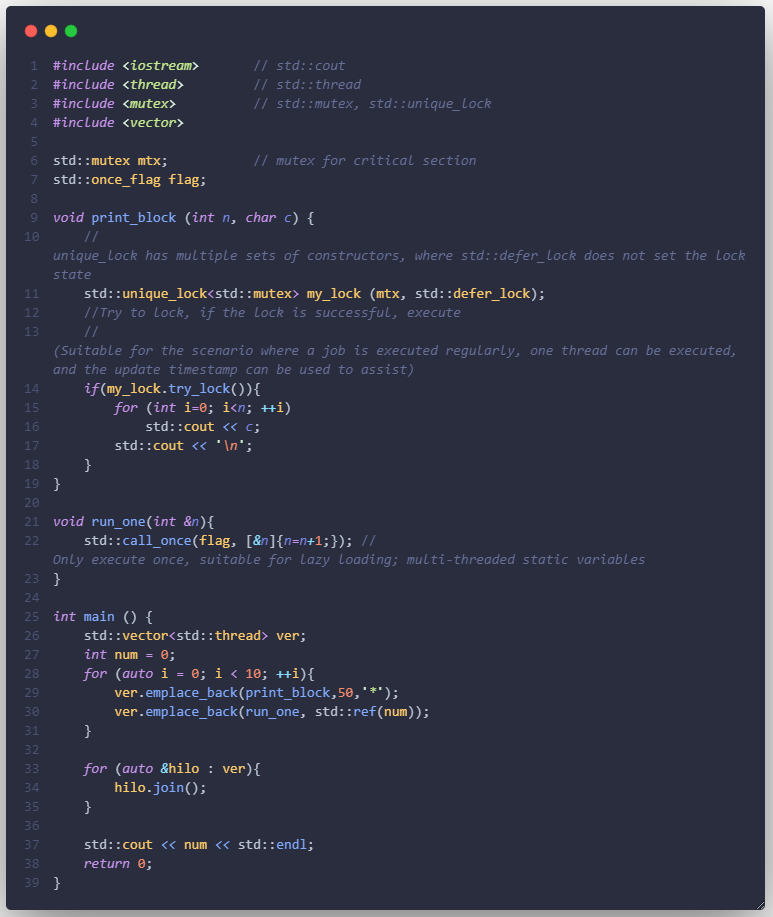 1 #include <iostream>       // std::cout
2 #include <thread>         // std::thread
3 #include <mutex>          // std::mutex, std::unique_lock
4 #include <vector>
5
6 std::mutex mtx;           // mutex for critical section
7 std::once_flag flag;
8
9 void print_block (int n, char c) {
10     //
unique_lock has multiple sets of constructors, where std::defer_lock does not set the lock
state
11     std::unique_lock<std::mutex> my_lock (mtx, std::defer_lock);
12     //Try to lock, if the lock is successful, execute
13     //
(Suitable for the scenario where a job is executed regularly, one thread can be executed,
and the update timestamp can be used to assist)
14     if(my_lock.try_lock()){
15         for (int i=0; i<n; ++i)
16             std::cout << c;
17         std::cout << '\n';
18     }
19 }
20
21 void run_one(int &n){
22     std::call_once(flag, [&n]{n=n+1;}); //
Only execute once, suitable for lazy loading; multi-threaded static variables
23 }
24
25 int main () {
26     std::vector<std::thread> ver;
27     int num = 0;
28     for (auto i = 0; i < 10; ++i){
29         ver.emplace_back(print_block,50,'*');
30         ver.emplace_back(run_one, std::ref(num));
31     }
32
33     for (auto &hilo : ver){
34         hilo.join();
35     }
36
37     std::cout << num << std::endl;
38     return 0;
39 }